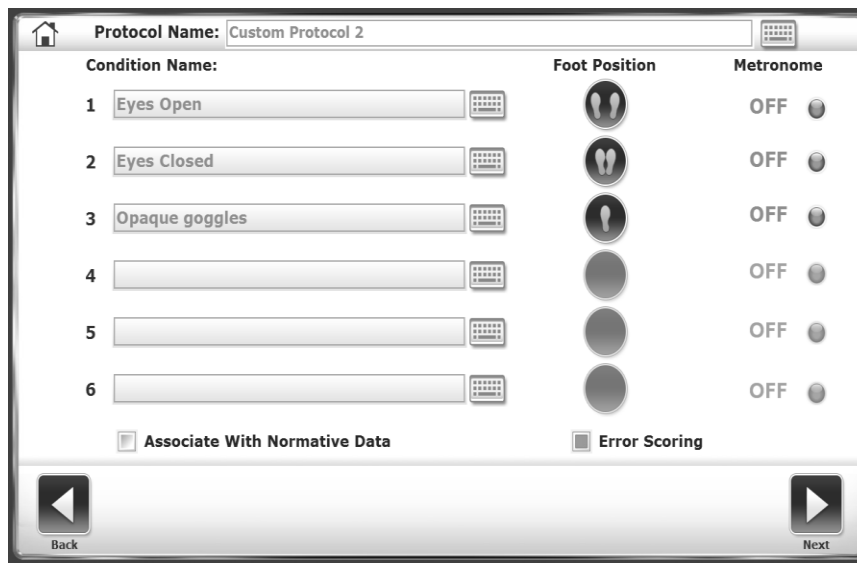 Protocol Name: Custom Protocol 2
Condition Name: Foot Position Metronome
1 Eyes Open OFF
2 Eyes Closed OFF
3 Opaque goggles OFF
4 OFF
5 OFF
6 OFF
Associate With Normative Data Error Scoring
Back Next